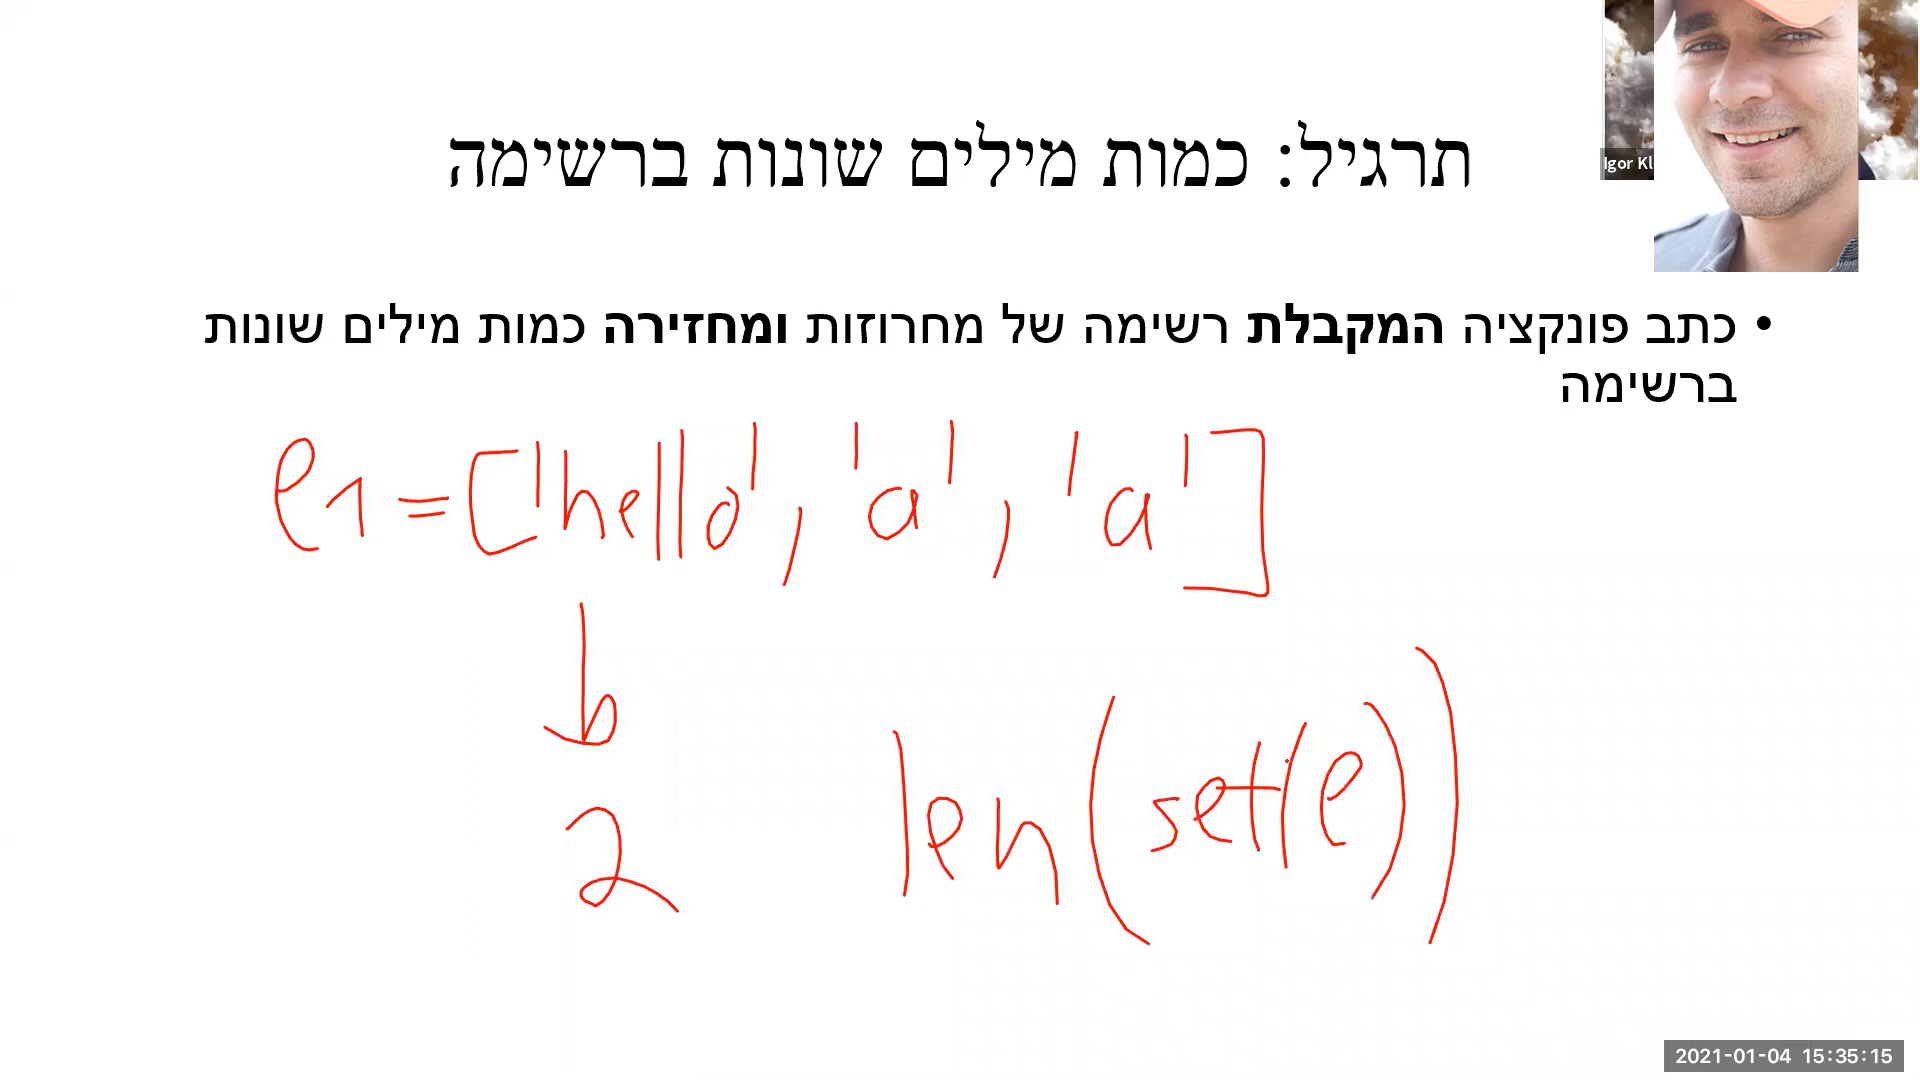 תרגיל: כמות מילים שונות ברשימה
Igor Kl
• כתב פונקציה המקבלת רשימה של מחרוזות ומחזירה כמות מילים שונות
ברשימה
l1 = ['hello', 'a', 'a']
2
len(set(l))
2021-01-04 15:35:15